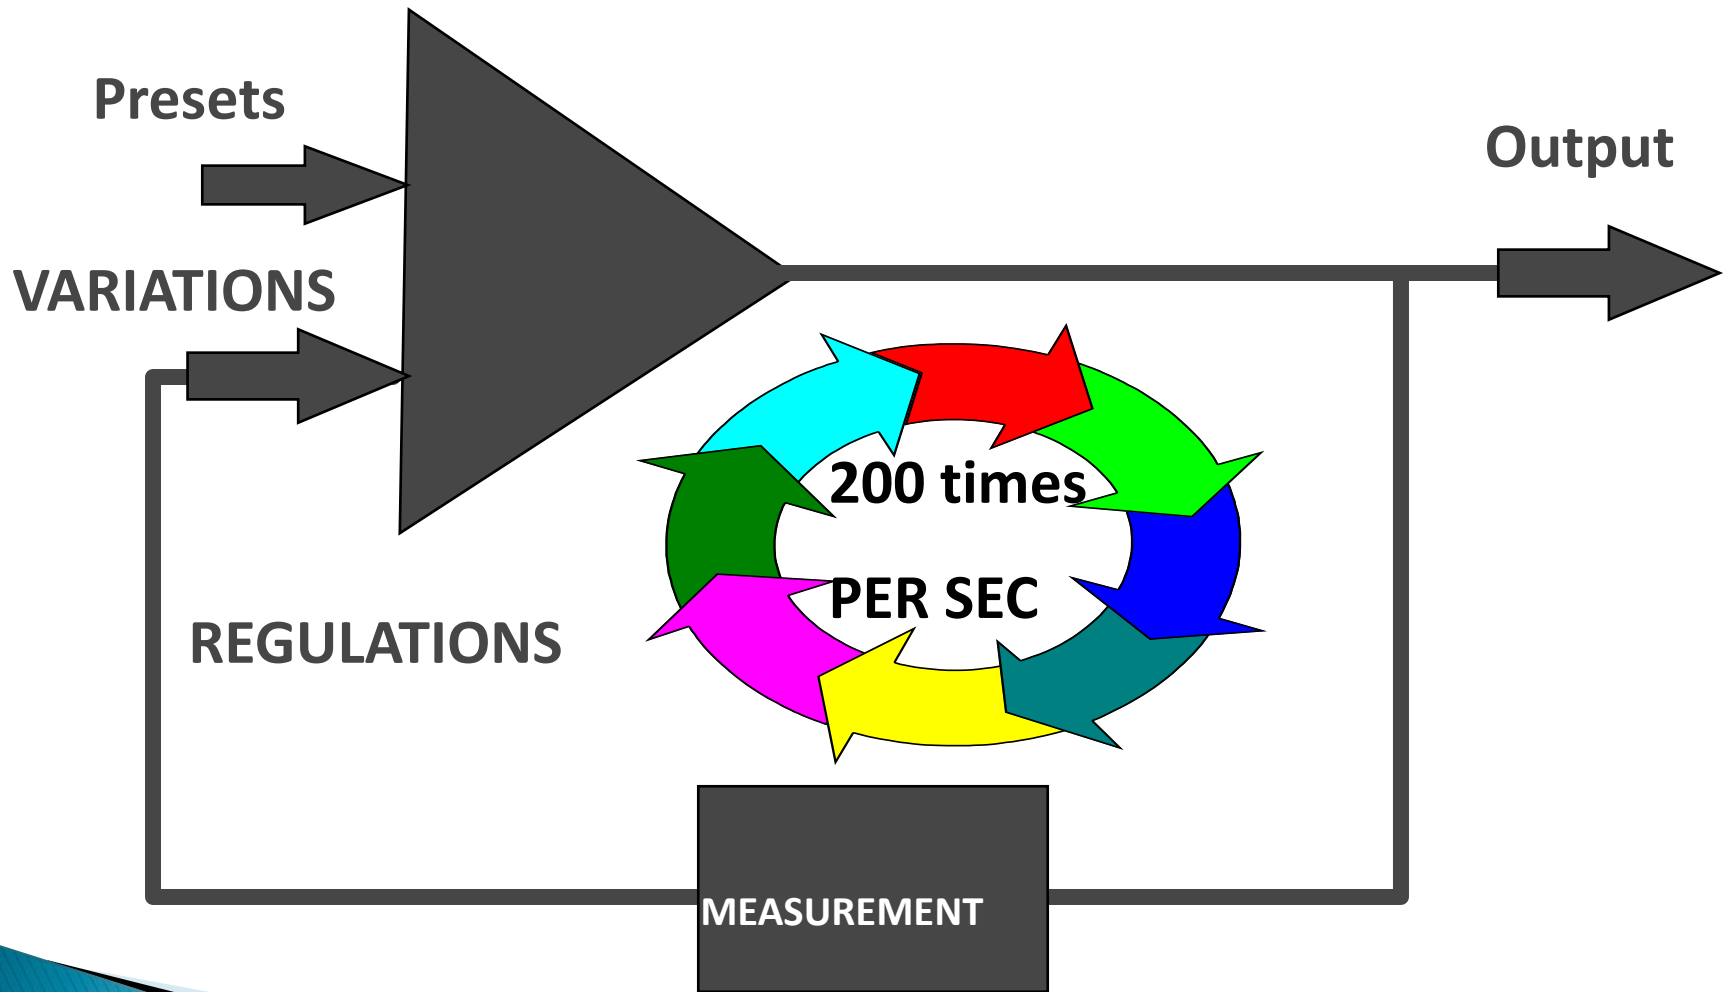 Presets
Output
VARIATIONS
200 times
PER SEC
REGULATIONS
MEASUREMENT